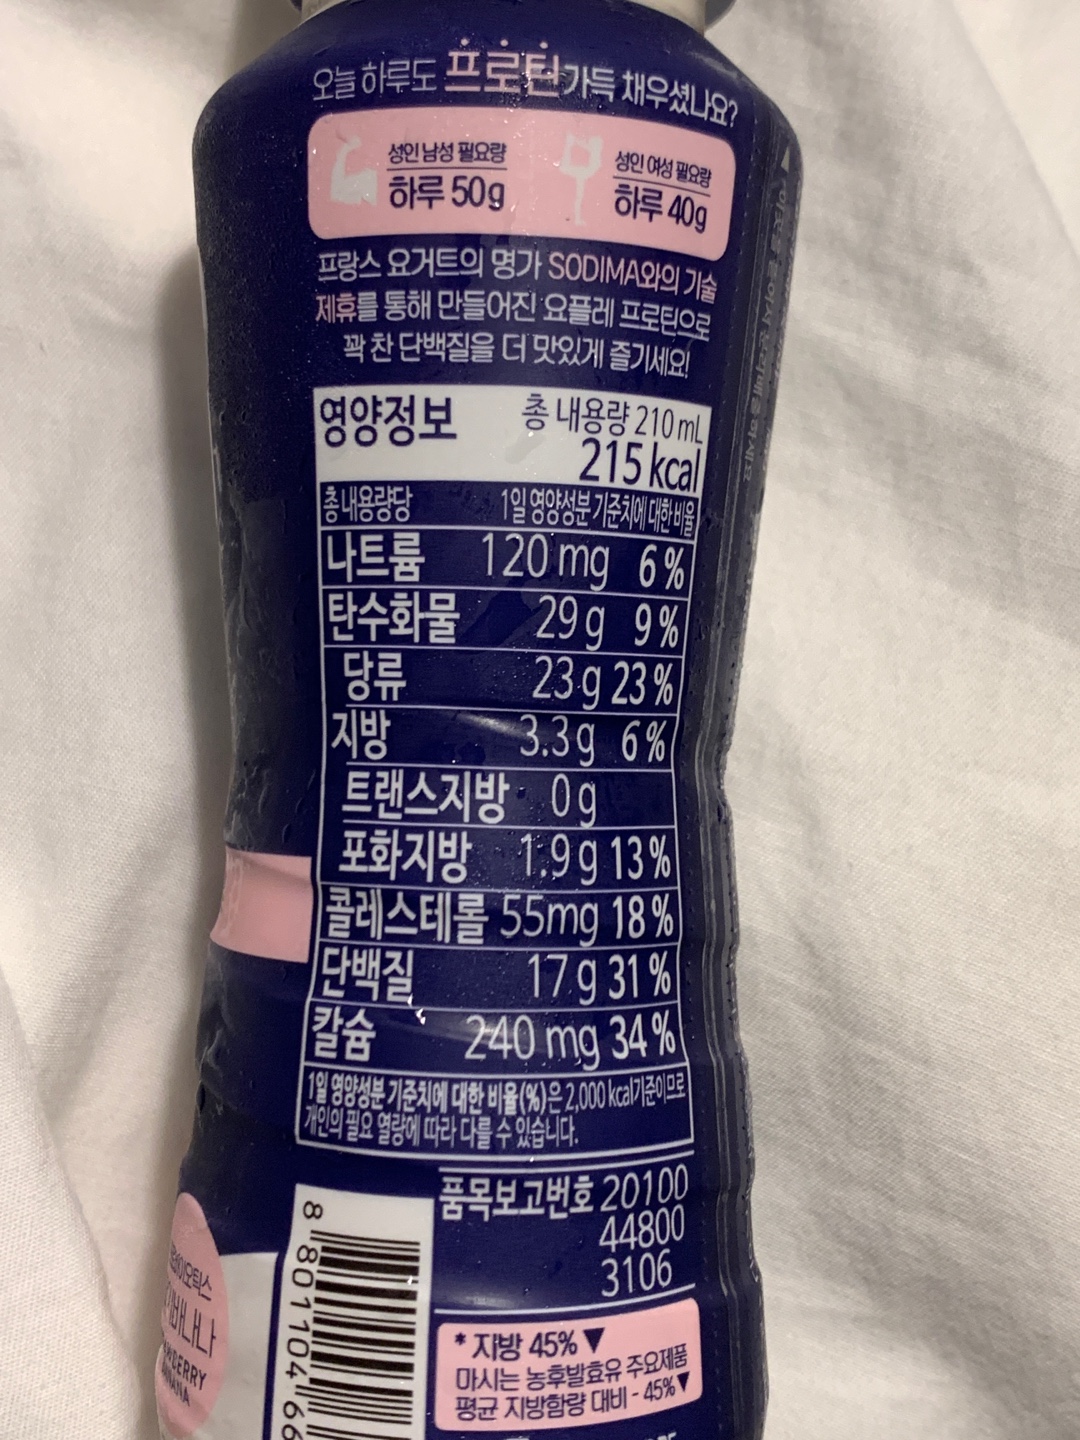 오늘 하루도 프로틴가득 채우셨나요?
성인 남성 필요량
하루 50g
성인 여성 필요량
하루 40g
프랑스 요거트의 명가 SODIMA와의 기술
제휴를 통해 만들어진 요플레 프로틴으로
꽉 찬 단백질을 더 맛있게 즐기세요!
영양정보 총 내용량 210 mL
215 kcal
총내용량당 1일 영양성분 기준치에 대한 비율
나트륨 120 mg 6 %
탄수화물 29 g 9 %
당류 23 g 23 %
지방 3.3 g 6 %
트랜스지방 0 g
포화지방 1.9 g 13 %
콜레스테롤 55mg 18 %
단백질 17 g 31 %
칼슘 240 mg 34 %
1일 영양성분 기준치에 대한 비율(%)은 2,000 kcal기준이므로
개인의 필요 열량에 따라 다를 수 있습니다.
품목보고번호 20100
44800
3106
8 801104 66
* 지방 45% ▼
마시는 농후발효유 주요제품
평균 지방함량 대비 - 45%▼
바나나